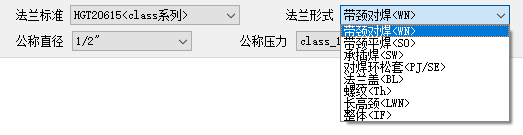 法兰标准 HGT20615<class系列> 法兰形式 带颈对焊<WN>
公称直径 1/2" 公称压力 class_1
带颈对焊<WN>
带颈平焊<SO>
承插焊<SW>
对焊环松套<PJ/SE>
法兰盖<BL>
螺纹<Th>
长高颈<LWN>
整体<IF>